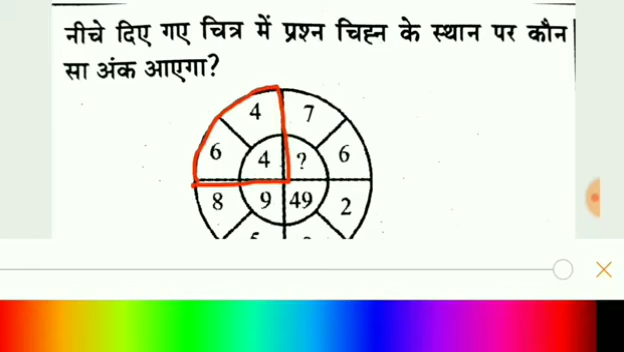 नीचे दिए गए चित्र में प्रश्न चिह्न के स्थान पर कौन
सा अंक आएगा?
4 7
6 4 ? 6
8 9 49 2